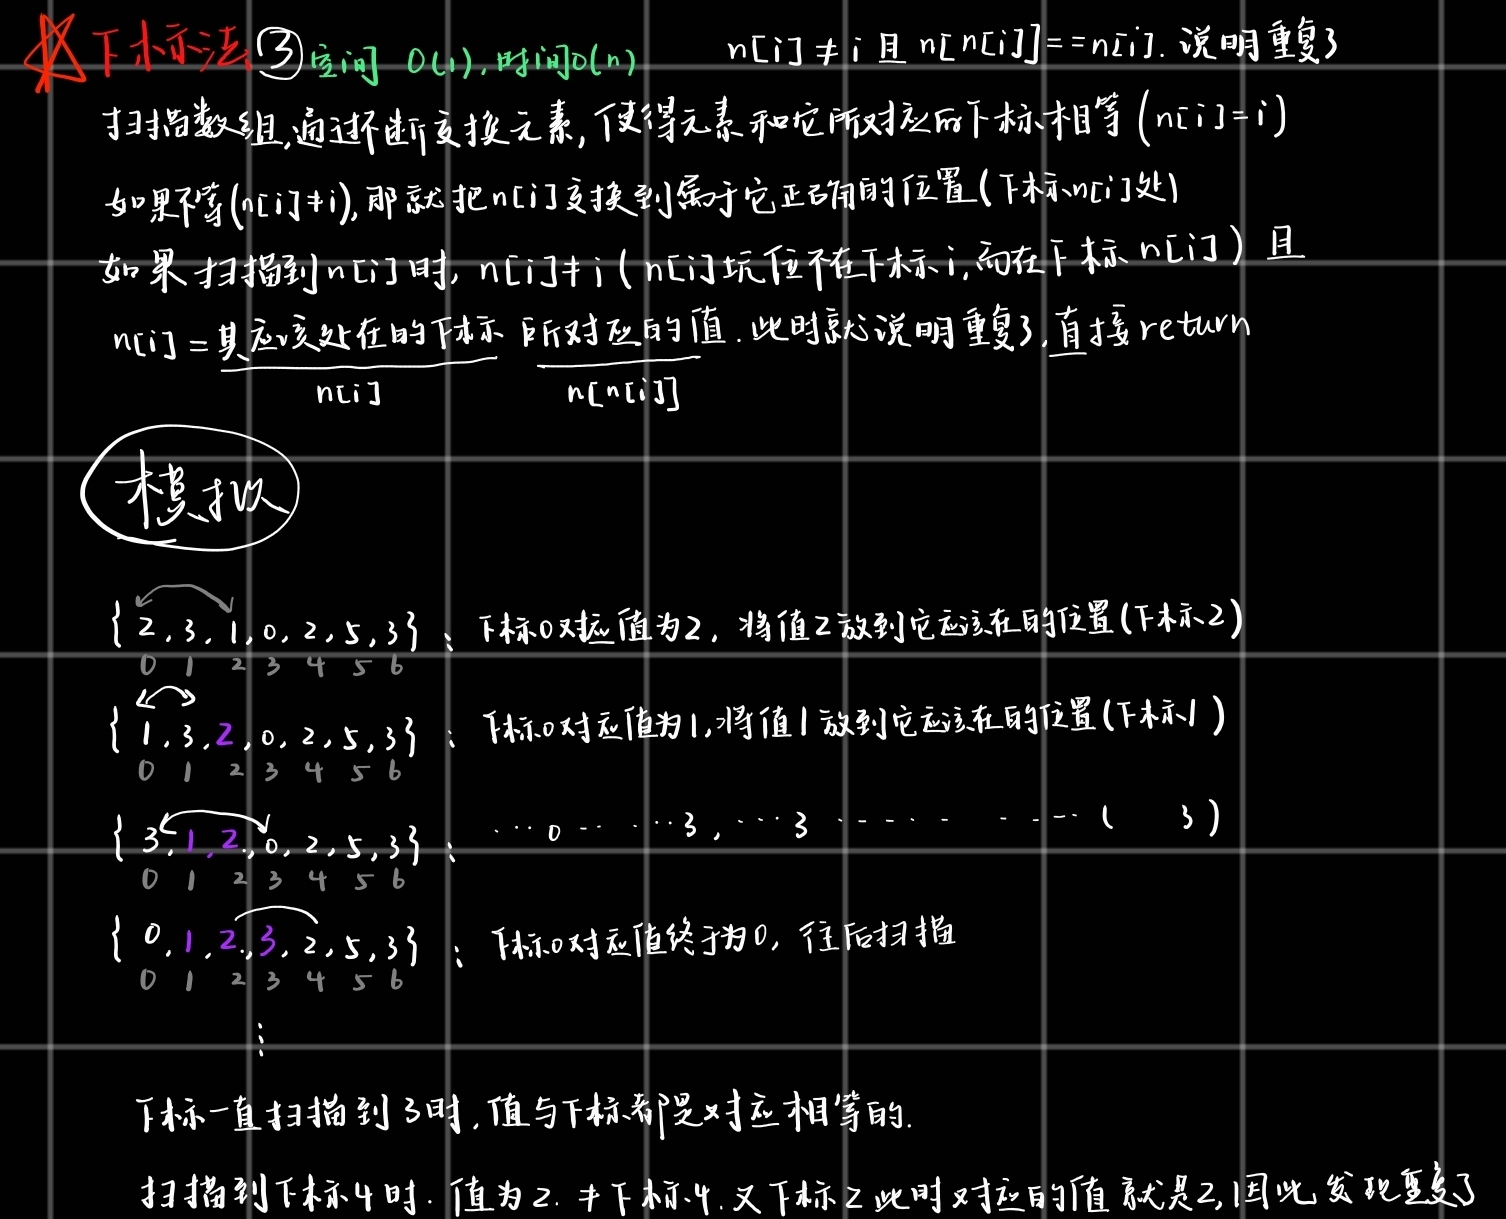 下标法③ 空间 O(1),时间O(n) n[i]≠i 且 n[n[i]]==n[i].说明重复了
扫描数组,通过不断交换元素,使得元素和它所对应的下标相等(n[i]=i)
如果不等(n[i]≠i),那就把n[i]交换到属于它正确的位置(下标n[i]处)
如果扫描到n[i]时,n[i]≠i(n[i]坑位不在下标i,而在下标n[i])且
n[i]=其应该处在的下标所对应的值.此时就说明重复了,直接return
n[i] n[n[i]]
模拟
{2,3,1,0,2,5,3}; 下标0对应值为2,将值2放到它应该在的位置(下标2)
0 1 2 3 4 5 6
{1,3,2,0,2,5,3}; 下标0对应值为1,将值1放到它应该在的位置(下标1)
0 1 2 3 4 5 6
{3,1,2,0,2,5,3}; ...0... ...3,...3 ...... ......( 3)
0 1 2 3 4 5 6
{0,1,2,3,2,5,3}; 下标0对应值终于为0,往后扫描
0 1 2 3 4 5 6
⋮
下标一直扫描到3时,值与下标都是对应相等的.
扫描到下标4时.值为2.≠下标4.又下标2此时对应的值就是2,因此发现重复了